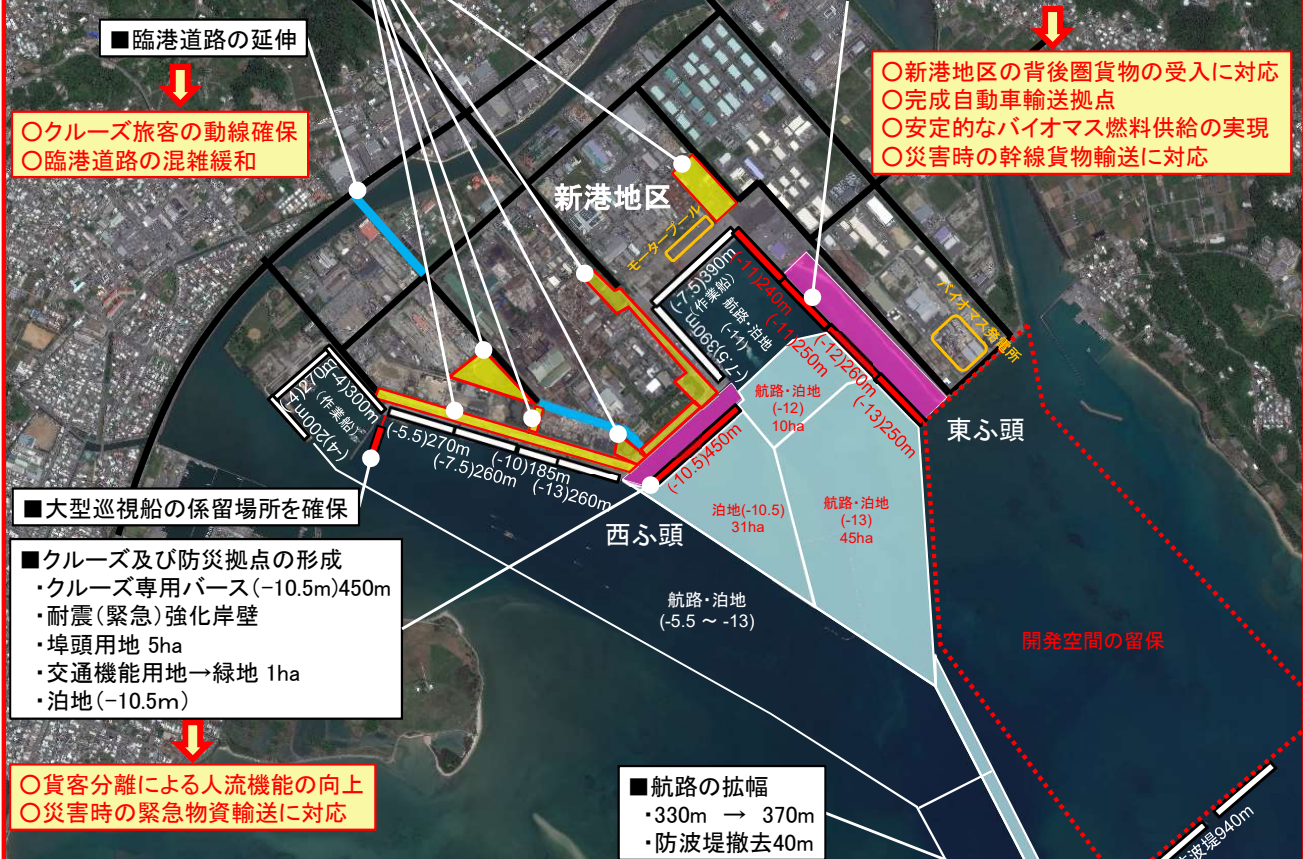 ■臨港道路の延伸
○クルーズ旅客の動線確保
○臨港道路の混雑緩和
○新港地区の背後圏貨物の受入に対応
○完成自動車輸送拠点
○安定的なバイオマス燃料供給の実現
○災害時の幹線貨物輸送に対応
新港地区
モータープール
(-7.5)390m
(作業船)
航路・泊地
(-11)
(-7.5)390m
(-11)240m
(-11)250m
(-12)260m
(-13)250m
バイオマス発電所
東ふ頭
航路・泊地
(-12)
10ha
(-4)270m
(-4)300m
(作業船)
(-4)200m
(-5.5)270m
(-7.5)260m
(-10)185m
(-13)260m
(-10.5)450m
泊地(-10.5)
31ha
航路・泊地
(-13)
45ha
西ふ頭
■大型巡視船の係留場所を確保
■クルーズ及び防災拠点の形成
・クルーズ専用バース(-10.5m)450m
・耐震(緊急)強化岸壁
・埠頭用地 5ha
・交通機能用地→緑地 1ha
・泊地(-10.5m)
航路・泊地
(-5.5 ~ -13)
開発空間の留保
○貨客分離による人流機能の向上
○災害時の緊急物資輸送に対応
■航路の拡幅
・330m → 370m
・防波堤撤去40m
波堤940m